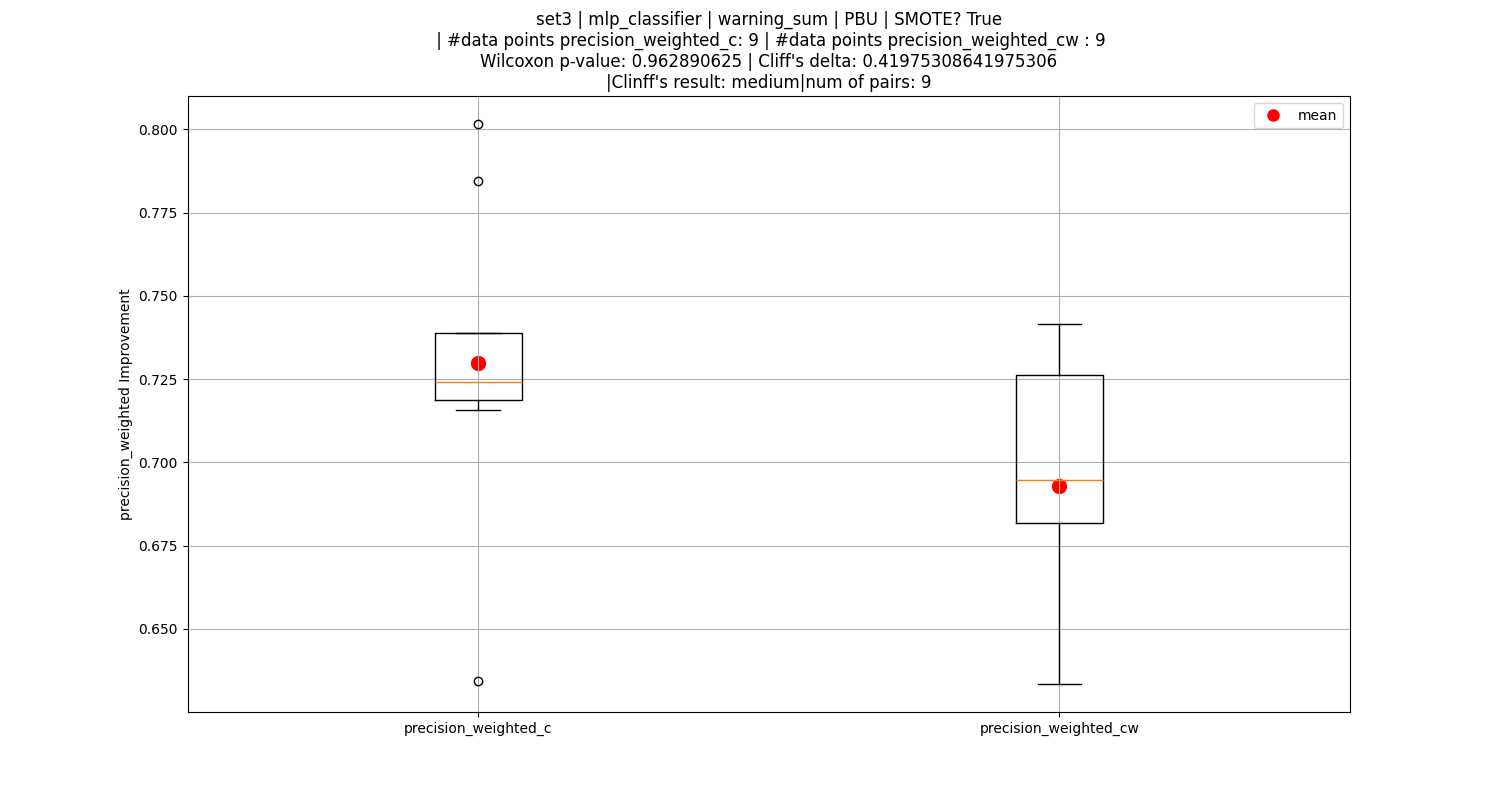 set3 | mlp_classifier | warning_sum | PBU | SMOTE? True
| #data points precision_weighted_c: 9 | #data points precision_weighted_cw : 9
Wilcoxon p-value: 0.962890625 | Cliff's delta: 0.41975308641975306
|Clinff's result: medium|num of pairs: 9
mean
0.800
0.775
0.750
0.725
0.700
0.675
0.650
precision_weighted Improvement
precision_weighted_c
precision_weighted_cw